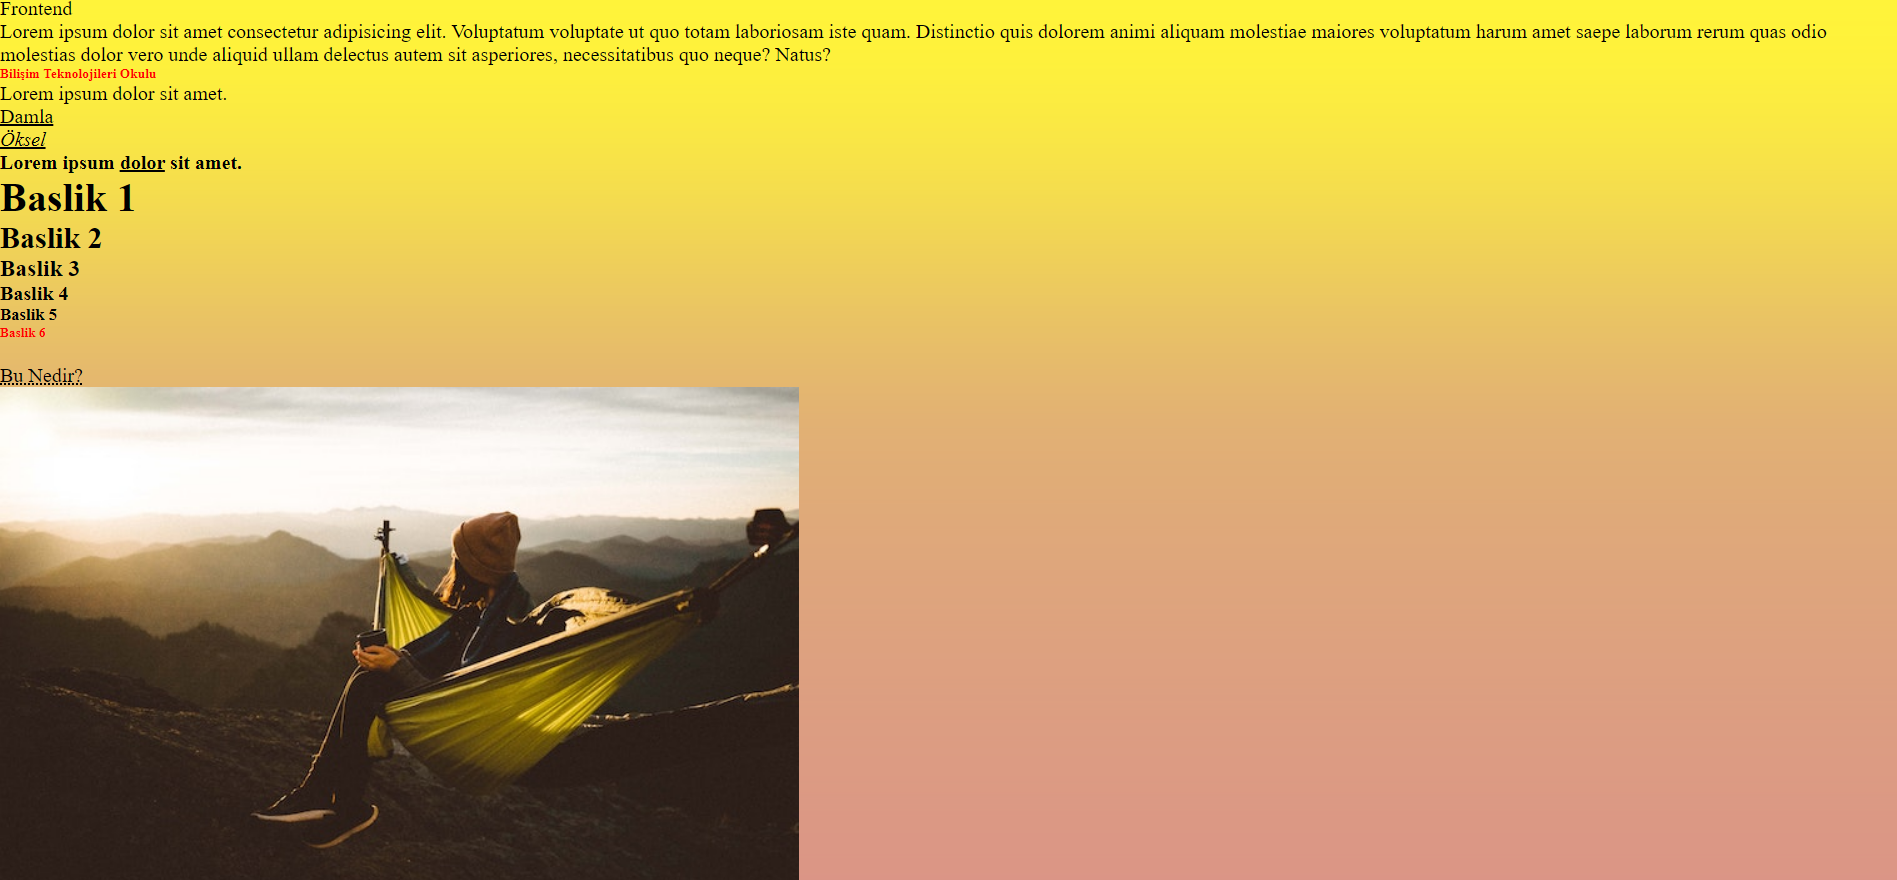 Frontend
Lorem ipsum dolor sit amet consectetur adipisicing elit. Voluptatum voluptate ut quo totam laboriosam iste quam. Distinctio quis dolorem animi aliquam molestiae maiores voluptatum harum amet saepe laborum rerum quas odio
molestias dolor vero unde aliquid ullam delectus autem sit asperiores, necessitatibus quo neque? Natus?
Bilişim Teknolojileri Okulu
Lorem ipsum dolor sit amet.
Damla
Öksel
Lorem ipsum dolor sit amet.
Baslik 1
Baslik 2
Baslik 3
Baslik 4
Baslik 5
Baslik 6
Bu Nedir?